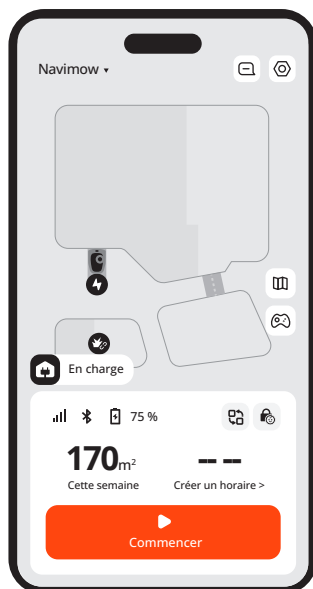 Navimow
En charge
75 %
170m²
-- --
Cette semaine
Créer un horaire >
Commencer